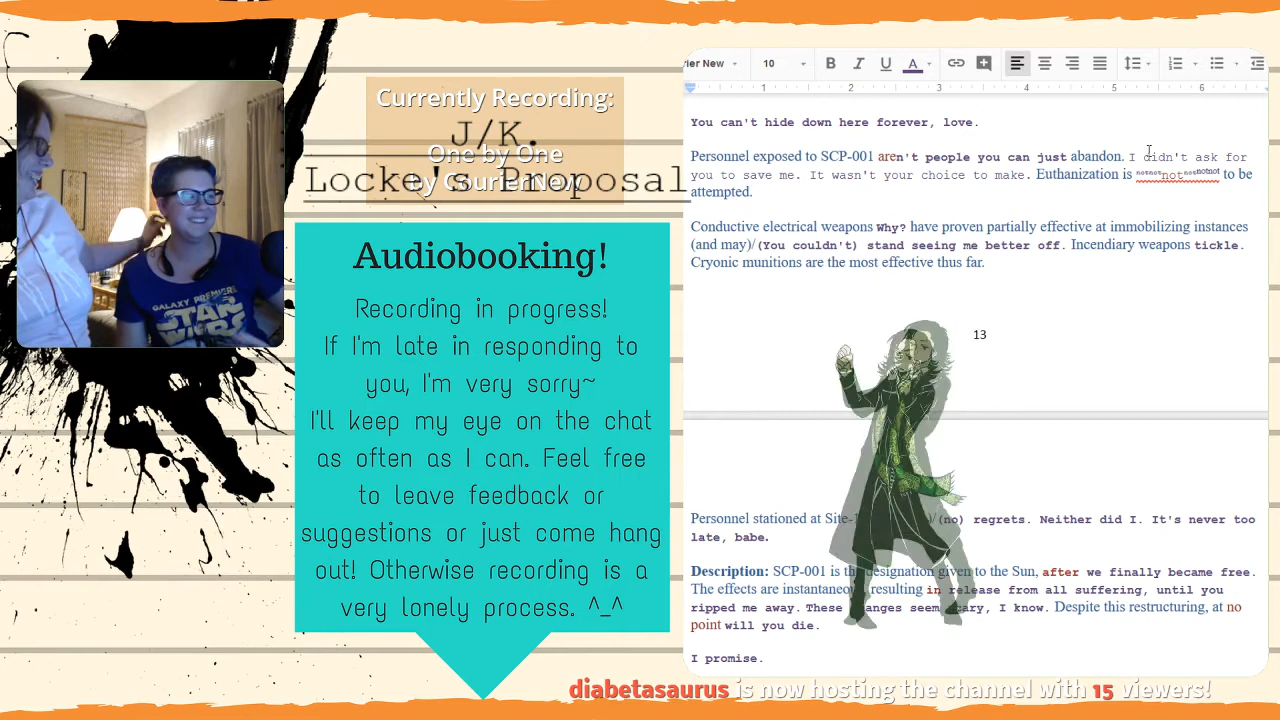 Currently Recording:
J/K.
One by One
Locke's Proposal
by CourierNew
Audiobooking!
Recording in progress!
If I'm late in responding to
you, I'm very sorry~
I'll keep my eye on the chat
as often as I can. Feel free
to leave feedback or
suggestions or just come hang
out! Otherwise recording is a
very lonely process. ^_^
GALAXY PREMIERE
STAR
WARS
rier New 10 B I U A
1 2 3 4 5 6
You can't hide down here forever, love.
Personnel exposed to SCP-001 aren't people you can just abandon. I didn't ask for
you to save me. It wasn't your choice to make. Euthanization is notnotnotnotnotnotnot to be
attempted.
Conductive electrical weapons Why? have proven partially effective at immobilizing instances
(and may)/(You couldn't) stand seeing me better off. Incendiary weapons tickle.
Cryonic munitions are the most effective thus far.
13
Personnel stationed at Site-1 /(no) regrets. Neither did I. It's never too
late, babe.
Description: SCP-001 is the designation given to the Sun, after we finally became free.
The effects are instantaneous, resulting in release from all suffering, until you
ripped me away. These changes seem scary, I know. Despite this restructuring, at no
point will you die.
I promise.
diabetasaurus is now hosting the channel with 15 viewers!